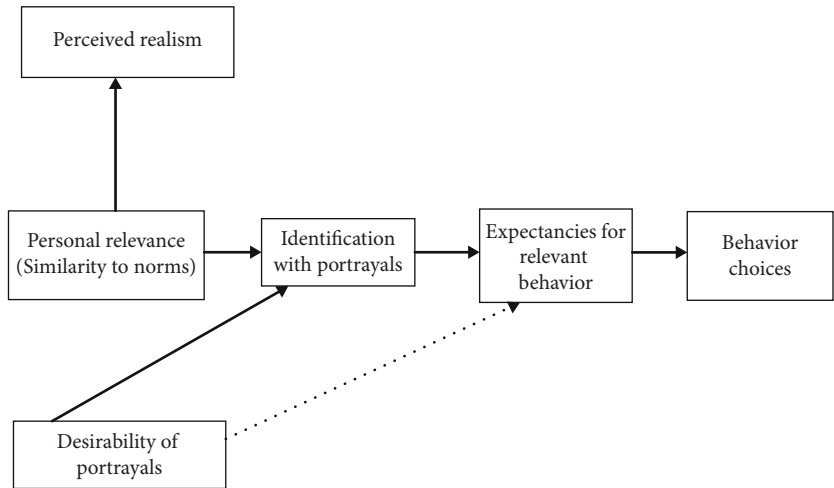 Perceived realism
Personal relevance
(Similarity to norms)
Identification
with portrayals
Expectancies for
relevant
behavior
Behavior
choices
Desirability of
portrayals